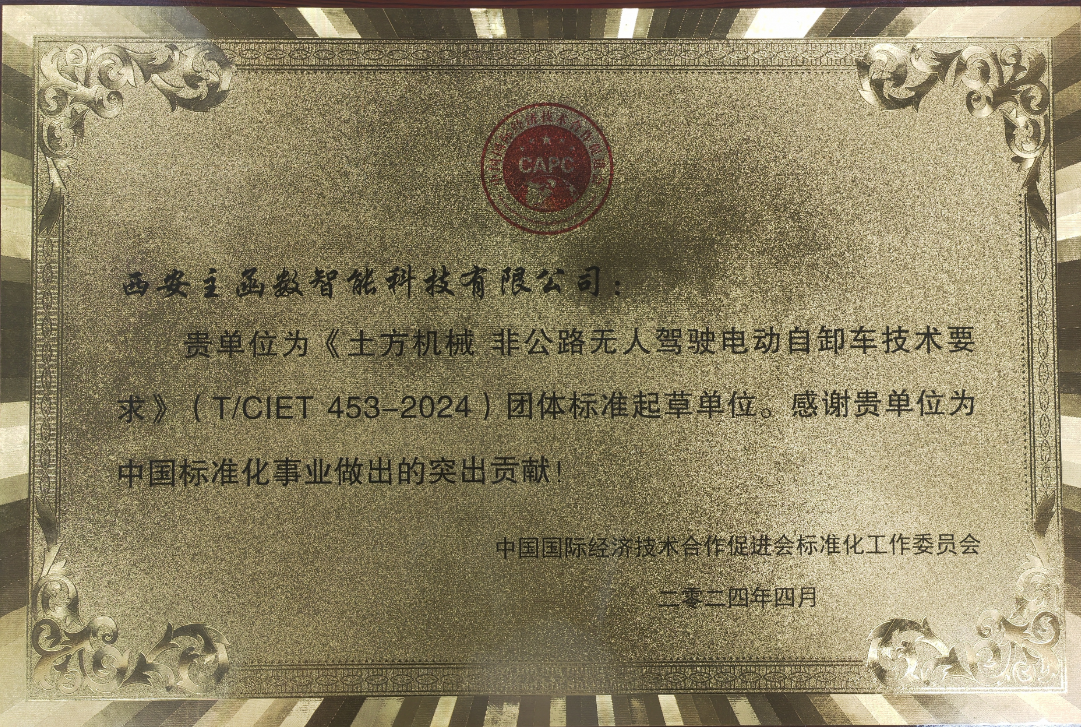 CAPC
西安主函数智能科技有限公司：
贵单位为《土方机械 非公路无人驾驶电动自卸车技术要
求》（T/CIET 453-2024）团体标准起草单位。感谢贵单位为
中国标准化事业做出的突出贡献！
中国国际经济技术合作促进会标准化工作委员会
二零二四年四月